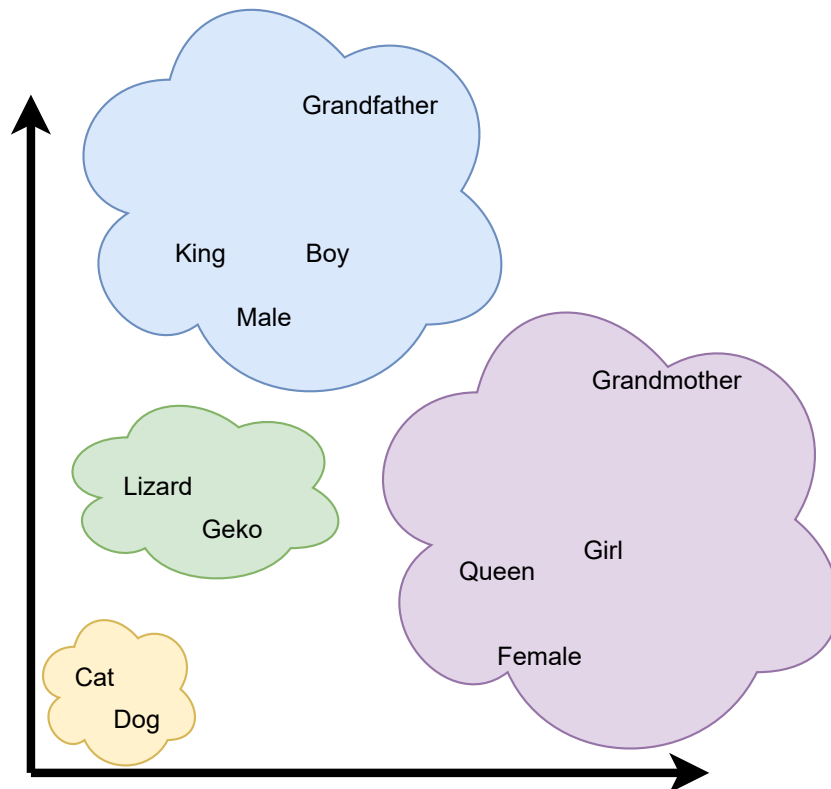 Grandfather
King
Boy
Male
Grandmother
Lizard
Geko
Queen
Girl
Female
Cat
Dog